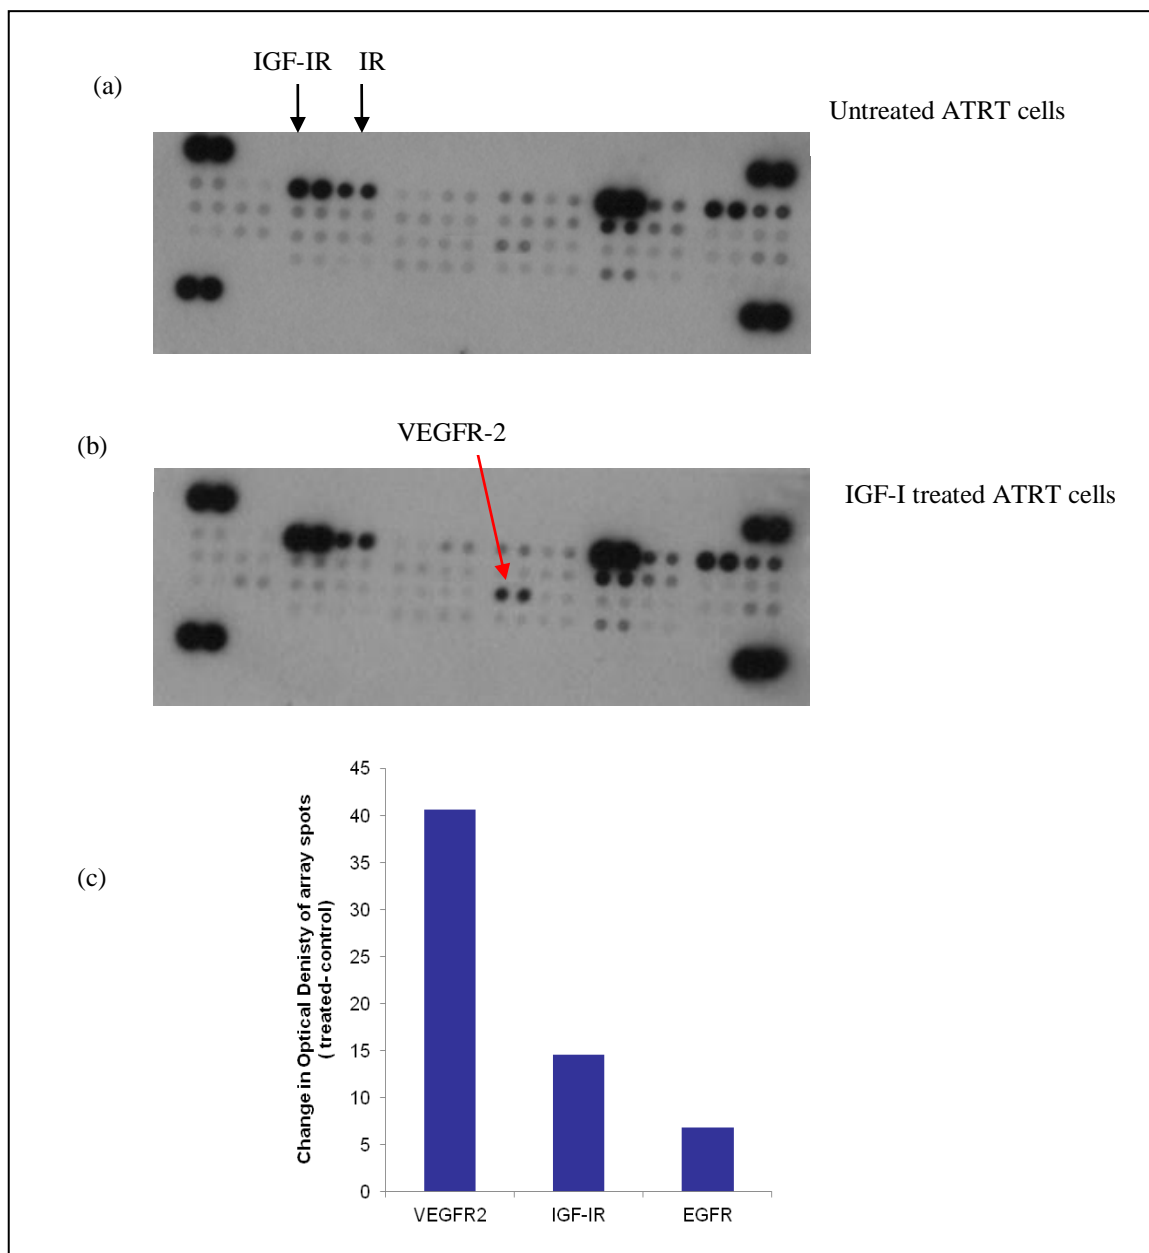 IGF-IR IR
(a)
Untreated ATRT cells
VEGFR-2
(b)
IGF-I treated ATRT cells
(c)
Change in Optical Denisty of array spots
( treated- control)
45
40
35
30
25
20
15
10
5
0
VEGFR2 IGF-IR EGFR